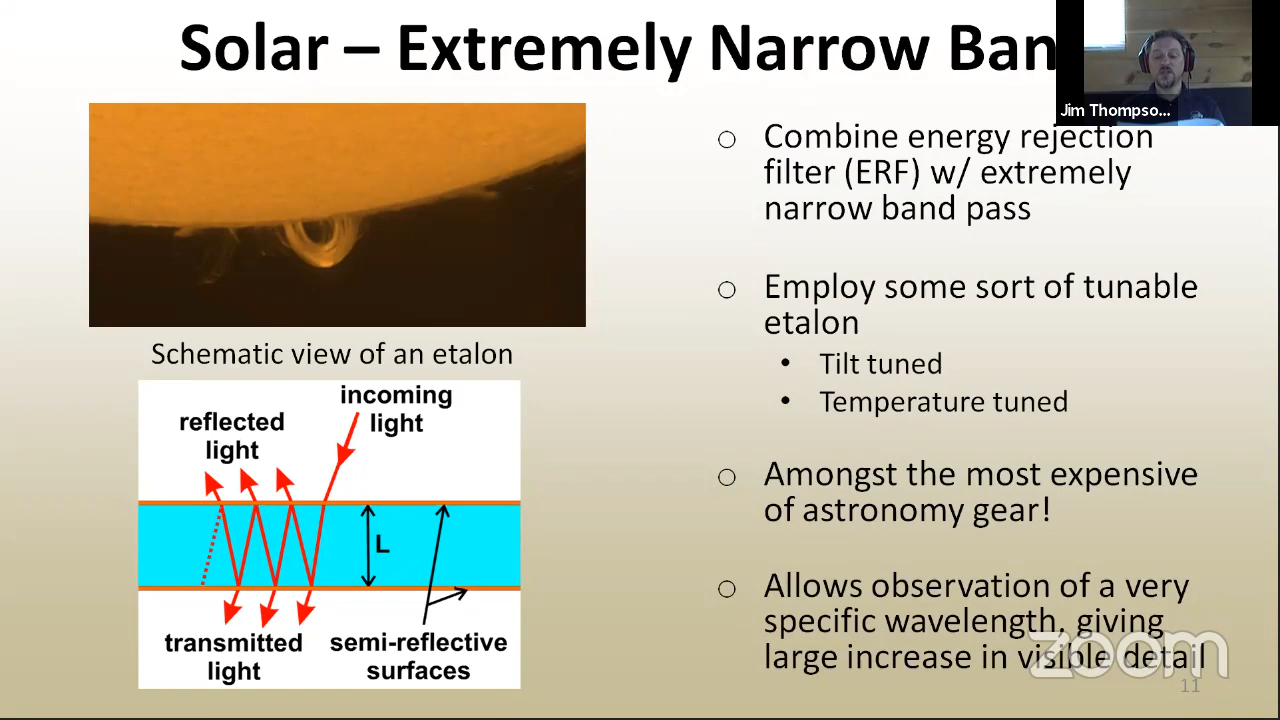 Solar – Extremely Narrow Ban
Jim Thompso...
Combine energy rejection
filter (ERF) w/ extremely
narrow band pass
Employ some sort of tunable
etalon
• Tilt tuned
• Temperature tuned
Amongst the most expensive
of astronomy gear!
Allows observation of a very
specific wavelength, giving
large increase in visible detail
Schematic view of an etalon
incoming
light
reflected
light
L
transmitted
light
semi-reflective
surfaces
zoom
11